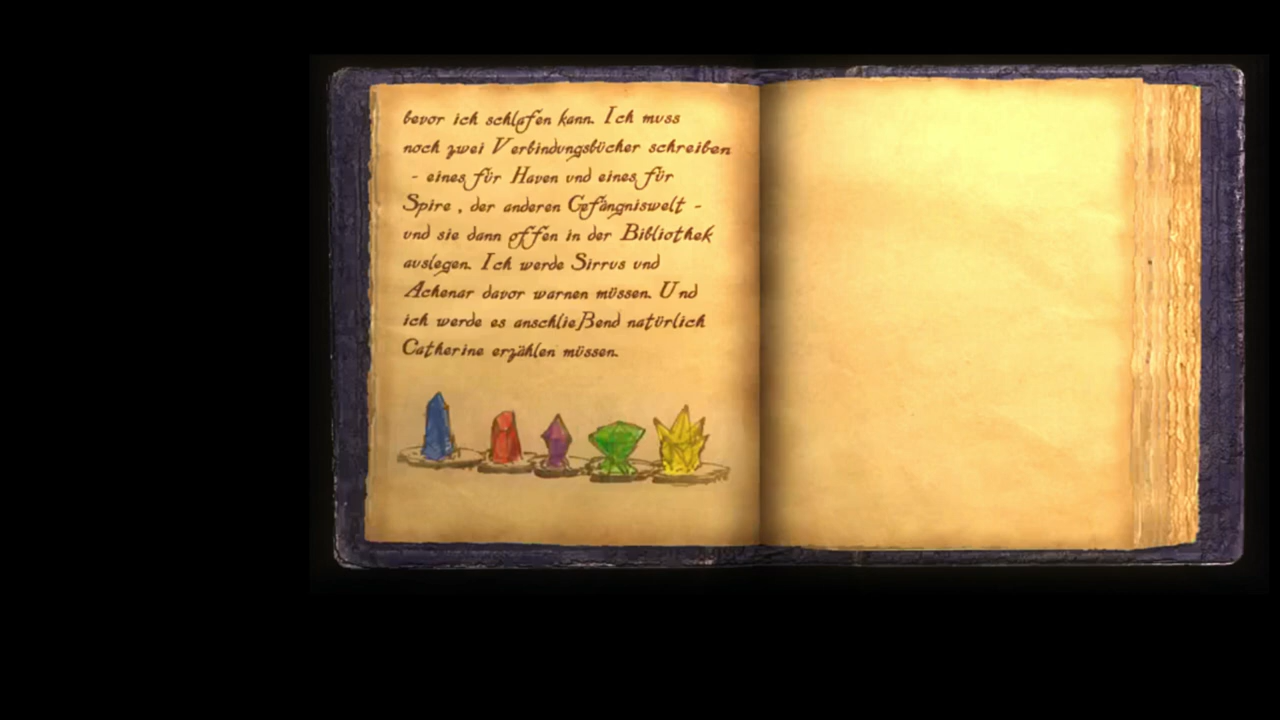 bevor ich schlafen kann. Ich muss
noch zwei Verbindungsbücher schreiben
- eines für Haven und eines für
Spire , der anderen Gefängniswelt -
und sie dann offen in der Bibliothek
auslegen. Ich werde Sirrus und
Achenar davor warnen müssen. Und
ich werde es anschließend natürlich
Catherine erzählen müssen.